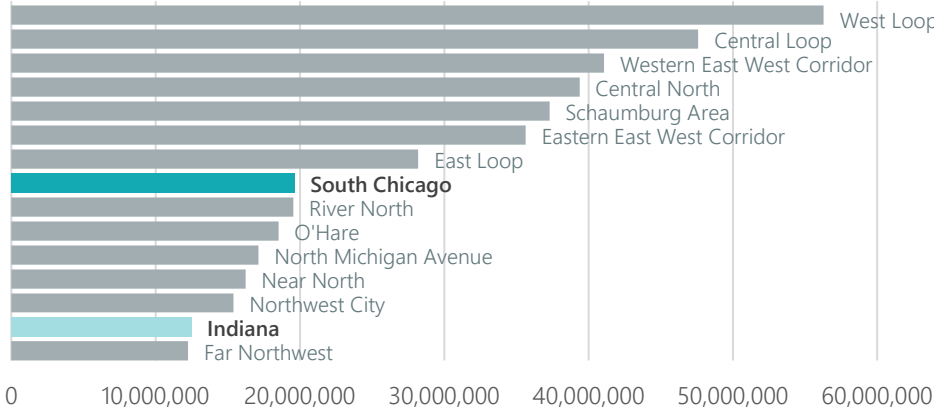 West Loop
Central Loop
Western East West Corridor
Central North
Schaumburg Area
Eastern East West Corridor
East Loop
South Chicago
River North
O'Hare
North Michigan Avenue
Near North
Northwest City
Indiana
Far Northwest
0 10,000,000 20,000,000 30,000,000 40,000,000 50,000,000 60,000,000